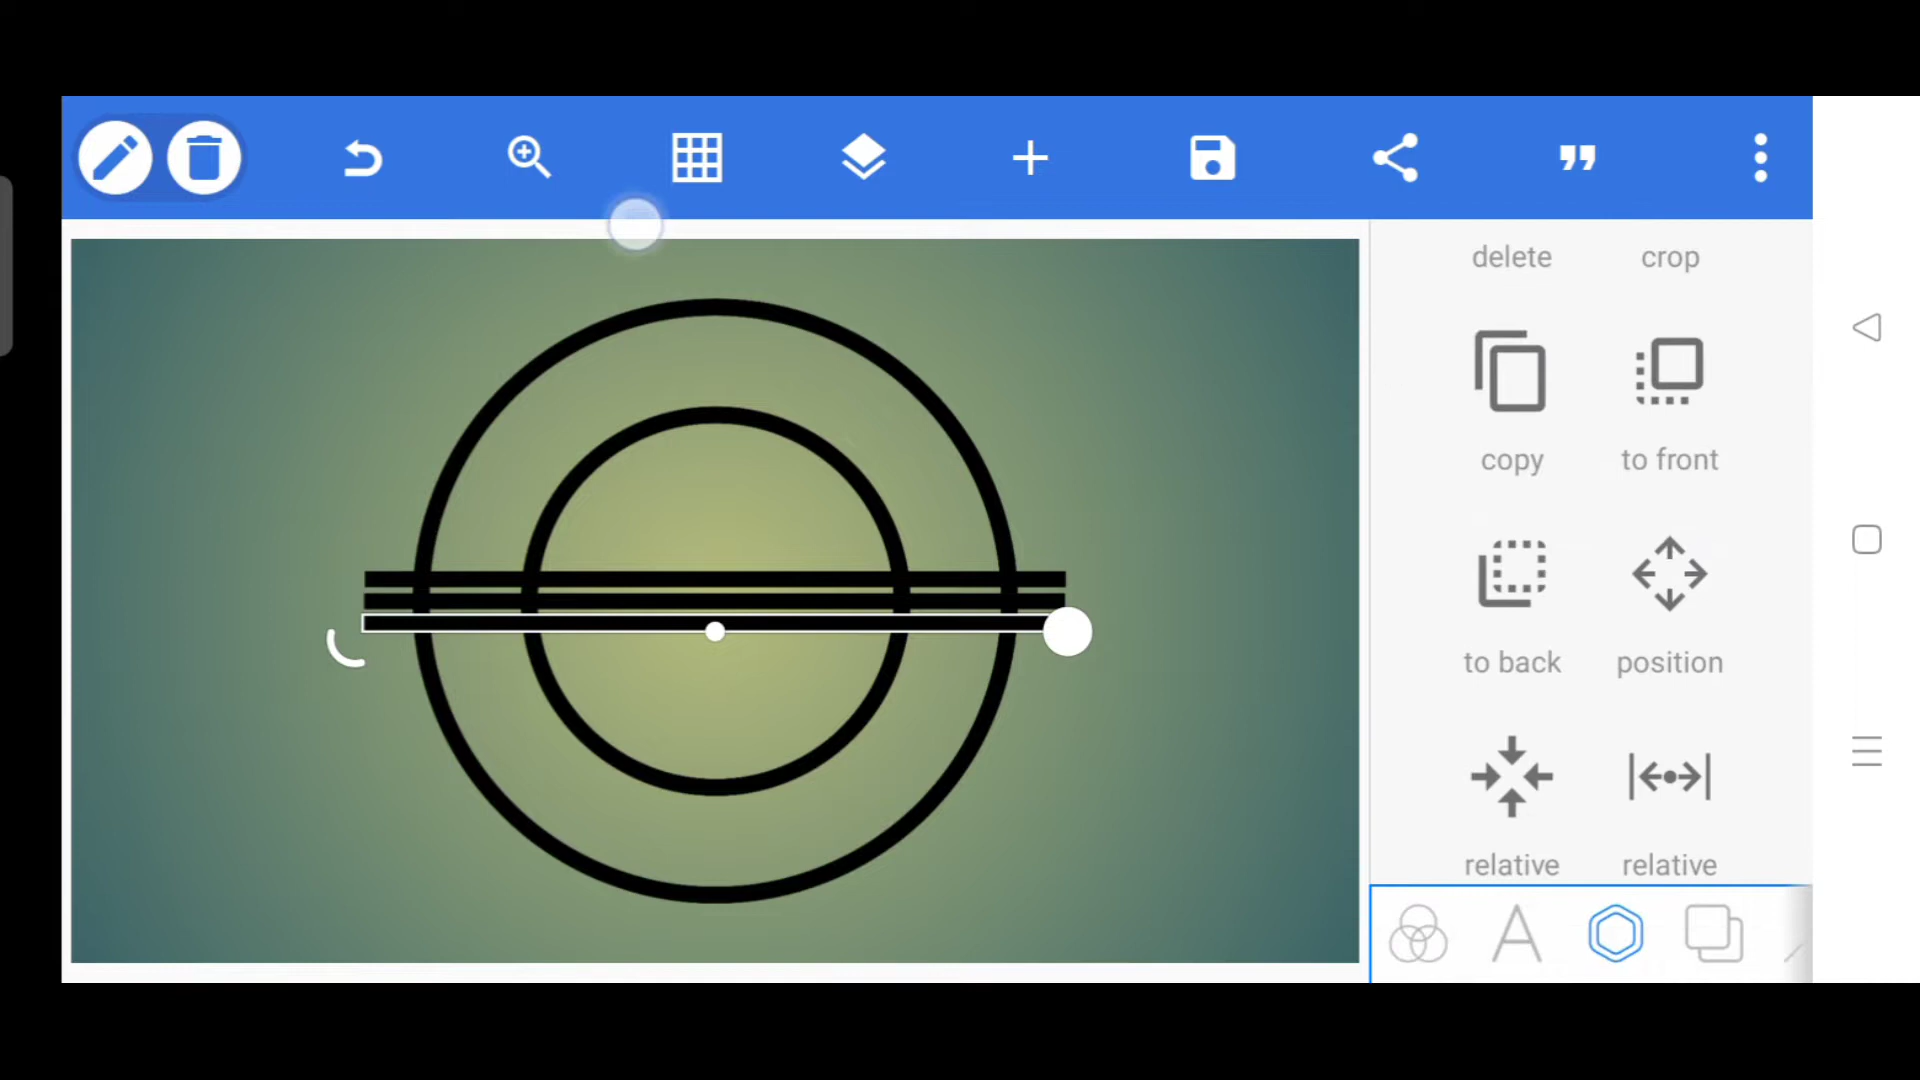 delete crop
copy to front
to back position
relative relative